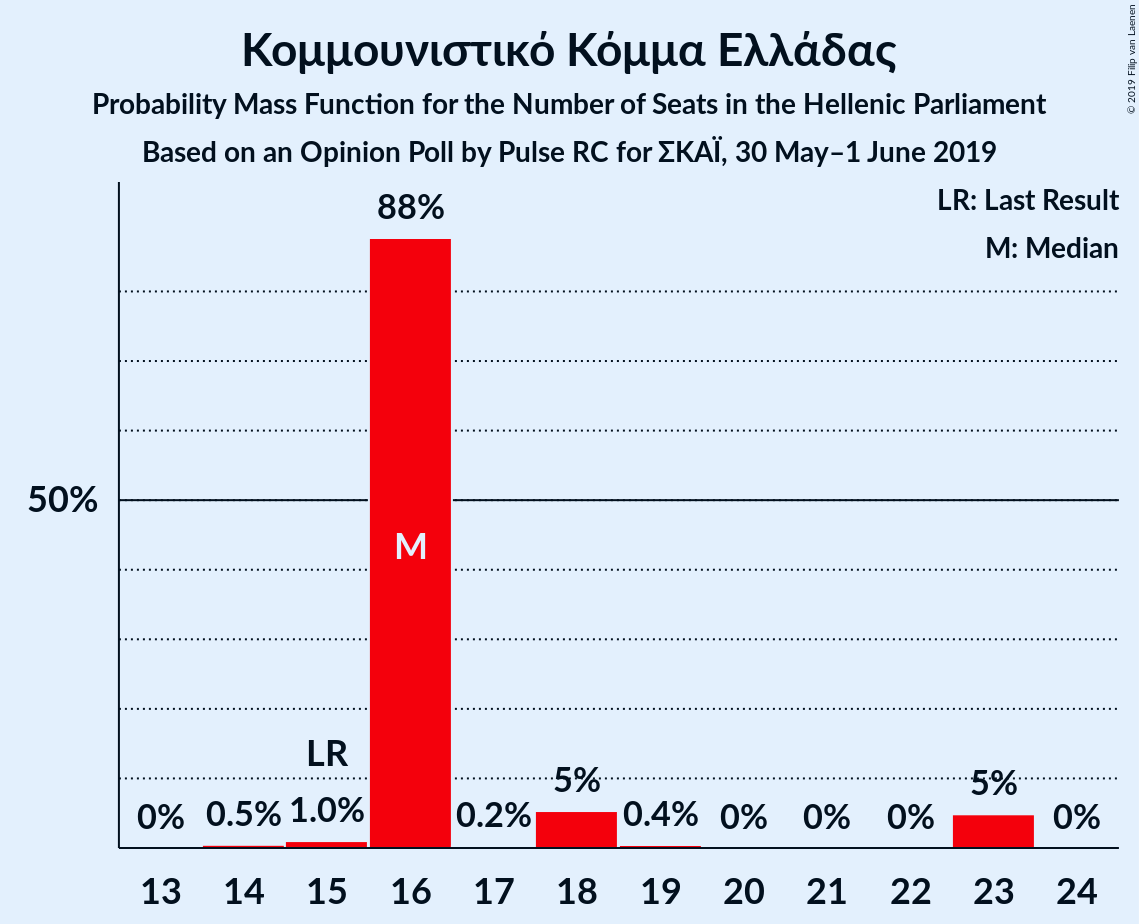 Κομμουνιστικό Κόμμα Ελλάδας
Probability Mass Function for the Number of Seats in the Hellenic Parliament
Based on an Opinion Poll by Pulse RC for ΣΚΑΪ, 30 May–1 June 2019
© 2019 Filip van Laenen
LR: Last Result
M: Median
50%
0% 0.5% 1.0% 88% 0.2% 5% 0.4% 0% 0% 0% 5% 0%
LR
M
13 14 15 16 17 18 19 20 21 22 23 24